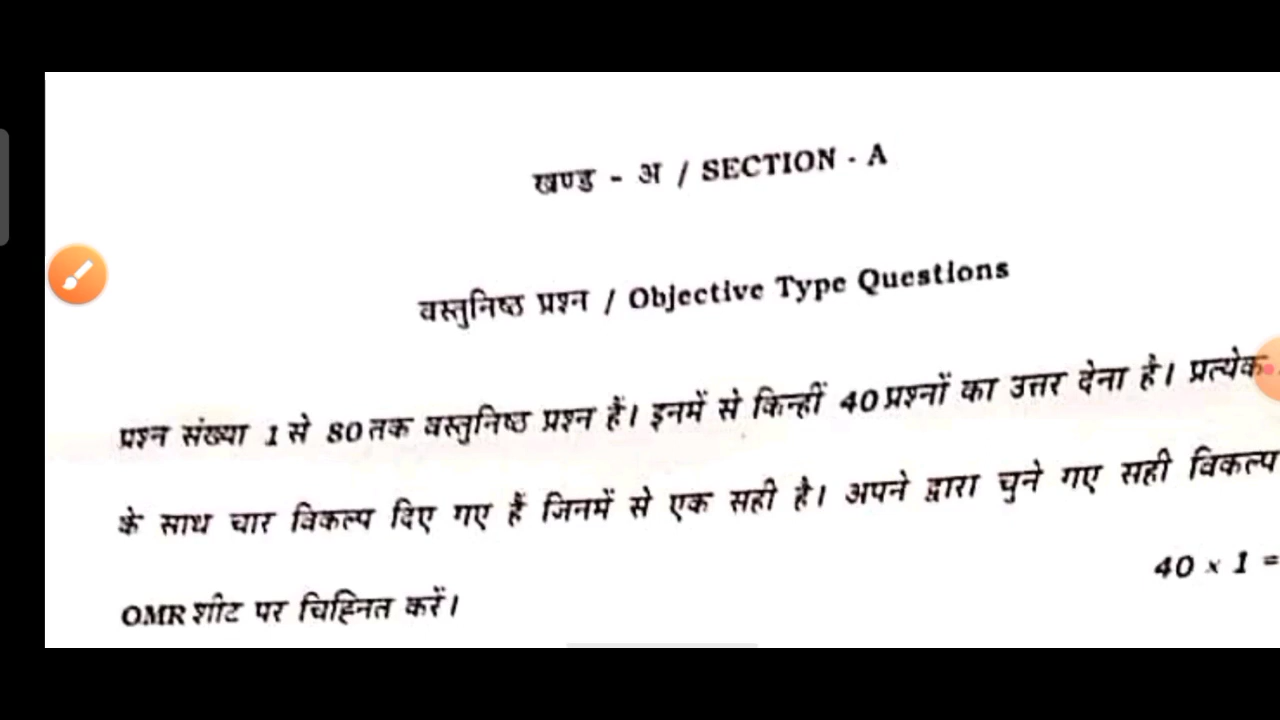 खण्ड - अ / SECTION - A
वस्तुनिष्ठ प्रश्न / Objective Type Questions
प्रश्न संख्या 1 से 80 तक वस्तुनिष्ठ प्रश्न हैं। इनमें से किन्हीं 40 प्रश्नों का उत्तर देना है। प्रत्येक
के साथ चार विकल्प दिए गए हैं जिनमें से एक सही है। अपने द्वारा चुने गए सही विकल्प
OMR शीट पर चिह्नित करें।
40 × 1 =